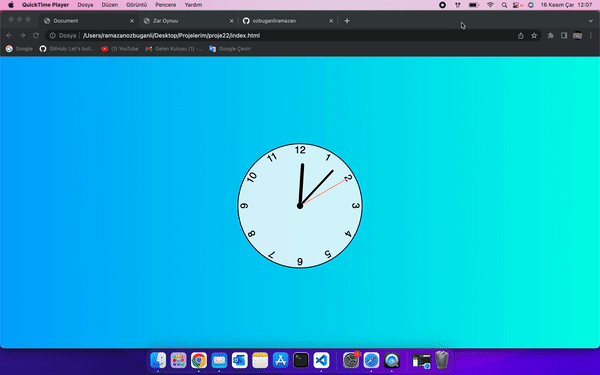 QuickTime Player Dosya Düzen Görüntü Pencere Yardım 16 Kasım Çar 12:07
Document Zar Oyunu ozbuganliramazan
Dosya /Users/ramazanozbuganli/Desktop/Projelerim/proje22/index.html
Google GitHub: Let's buil... (1) YouTube Gelen Kutusu (1) -... Google Çeviri
12
11 1
10 2
9 3
8 4
7 5
6